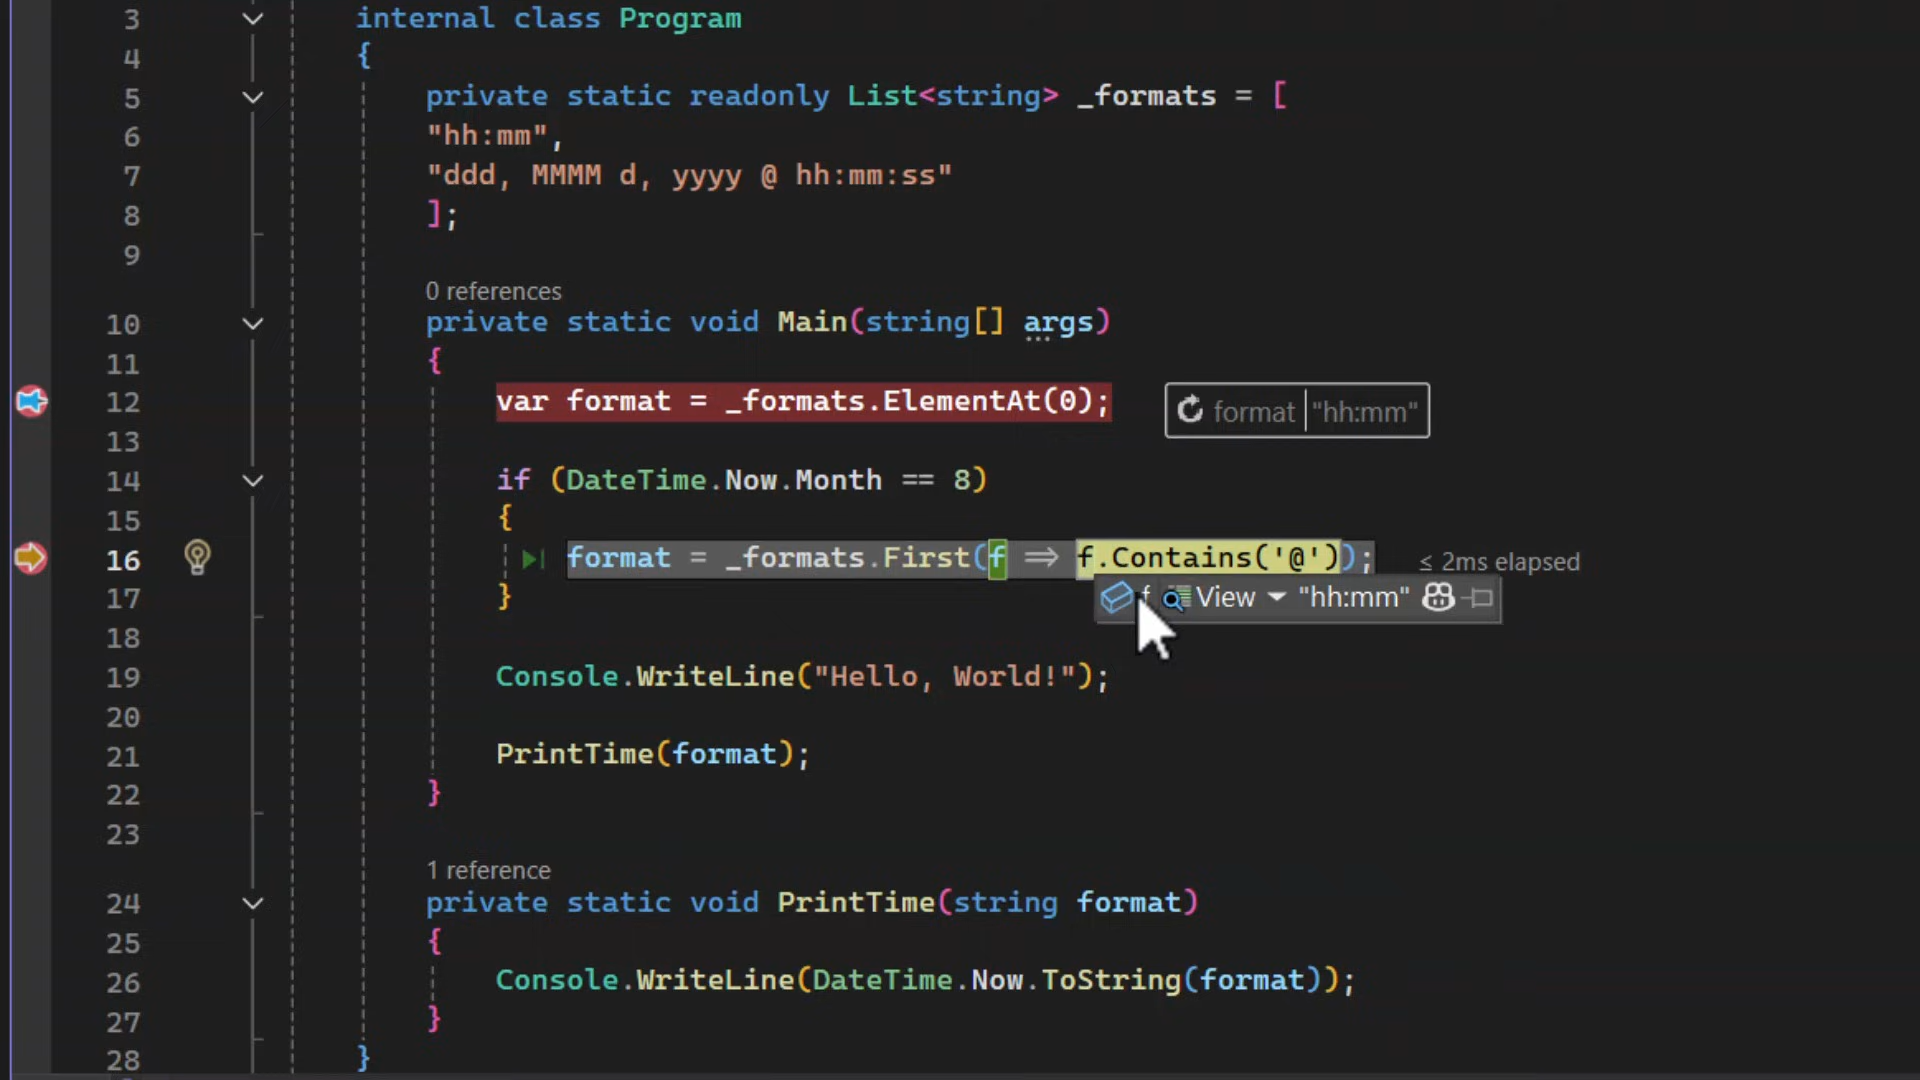 3 internal class Program
4 {
5 private static readonly List<string> _formats = [
6 "hh:mm",
7 "ddd, MMMM d, yyyy @ hh:mm:ss"
8 ];
9
0 references
10 private static void Main(string[] args)
11 {
12 var format = _formats.ElementAt(0); format "hh:mm"
13
14 if (DateTime.Now.Month == 8)
15 {
16 format = _formats.First(f => f.Contains('@')); ≤ 2ms elapsed
17 }
f View "hh:mm"
18
19 Console.WriteLine("Hello, World!");
20
21 PrintTime(format);
22 }
23
1 reference
24 private static void PrintTime(string format)
25 {
26 Console.WriteLine(DateTime.Now.ToString(format));
27 }
28 }